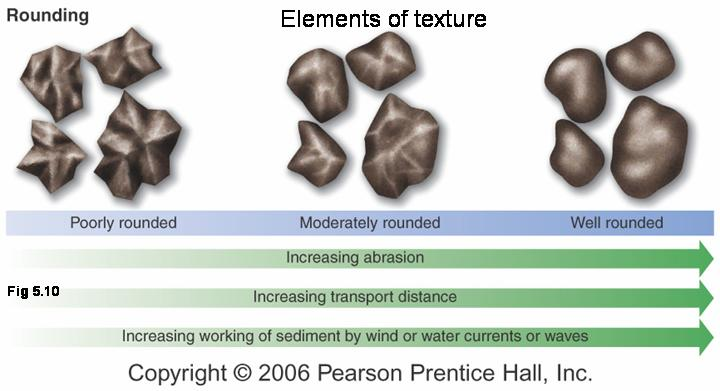 Rounding
Elements of texture
Poorly rounded
Moderately rounded
Well rounded
Increasing abrasion
Fig 5.10
Increasing transport distance
Increasing working of sediment by wind or water currents or waves
Copyright © 2006 Pearson Prentice Hall, Inc.